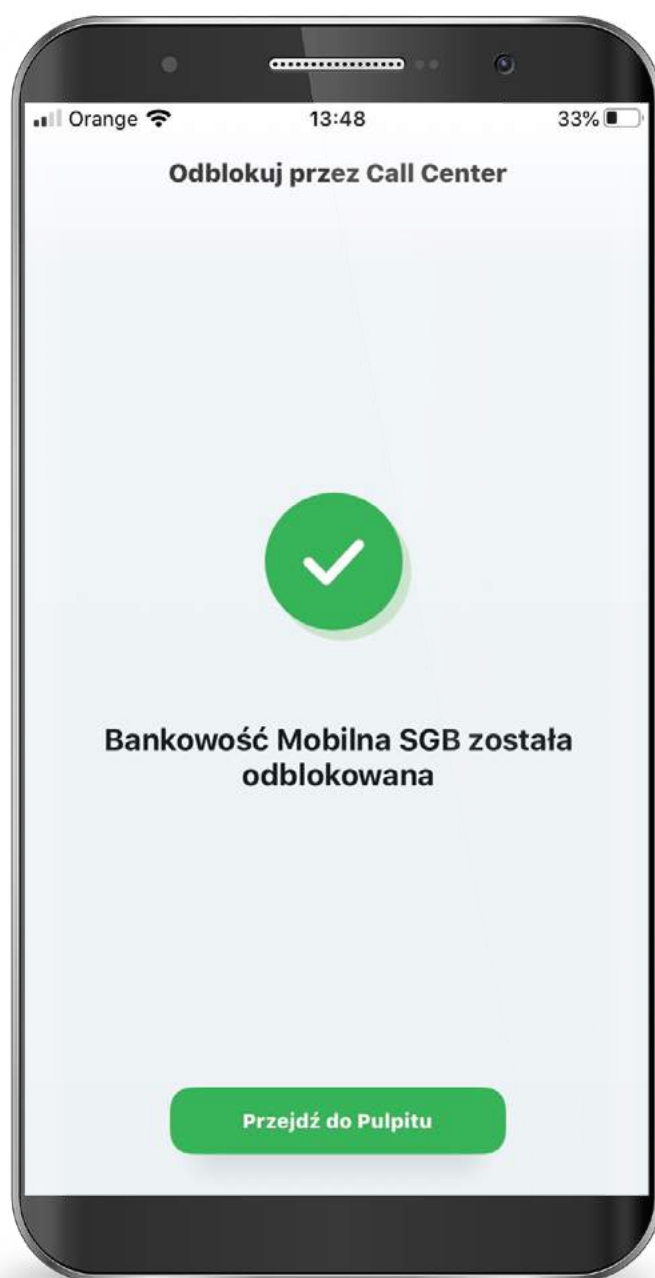 Orange 13:48 33%
Odblokuj przez Call Center
Bankowość Mobilna SGB została
odblokowana
Przejdź do Pulpitu